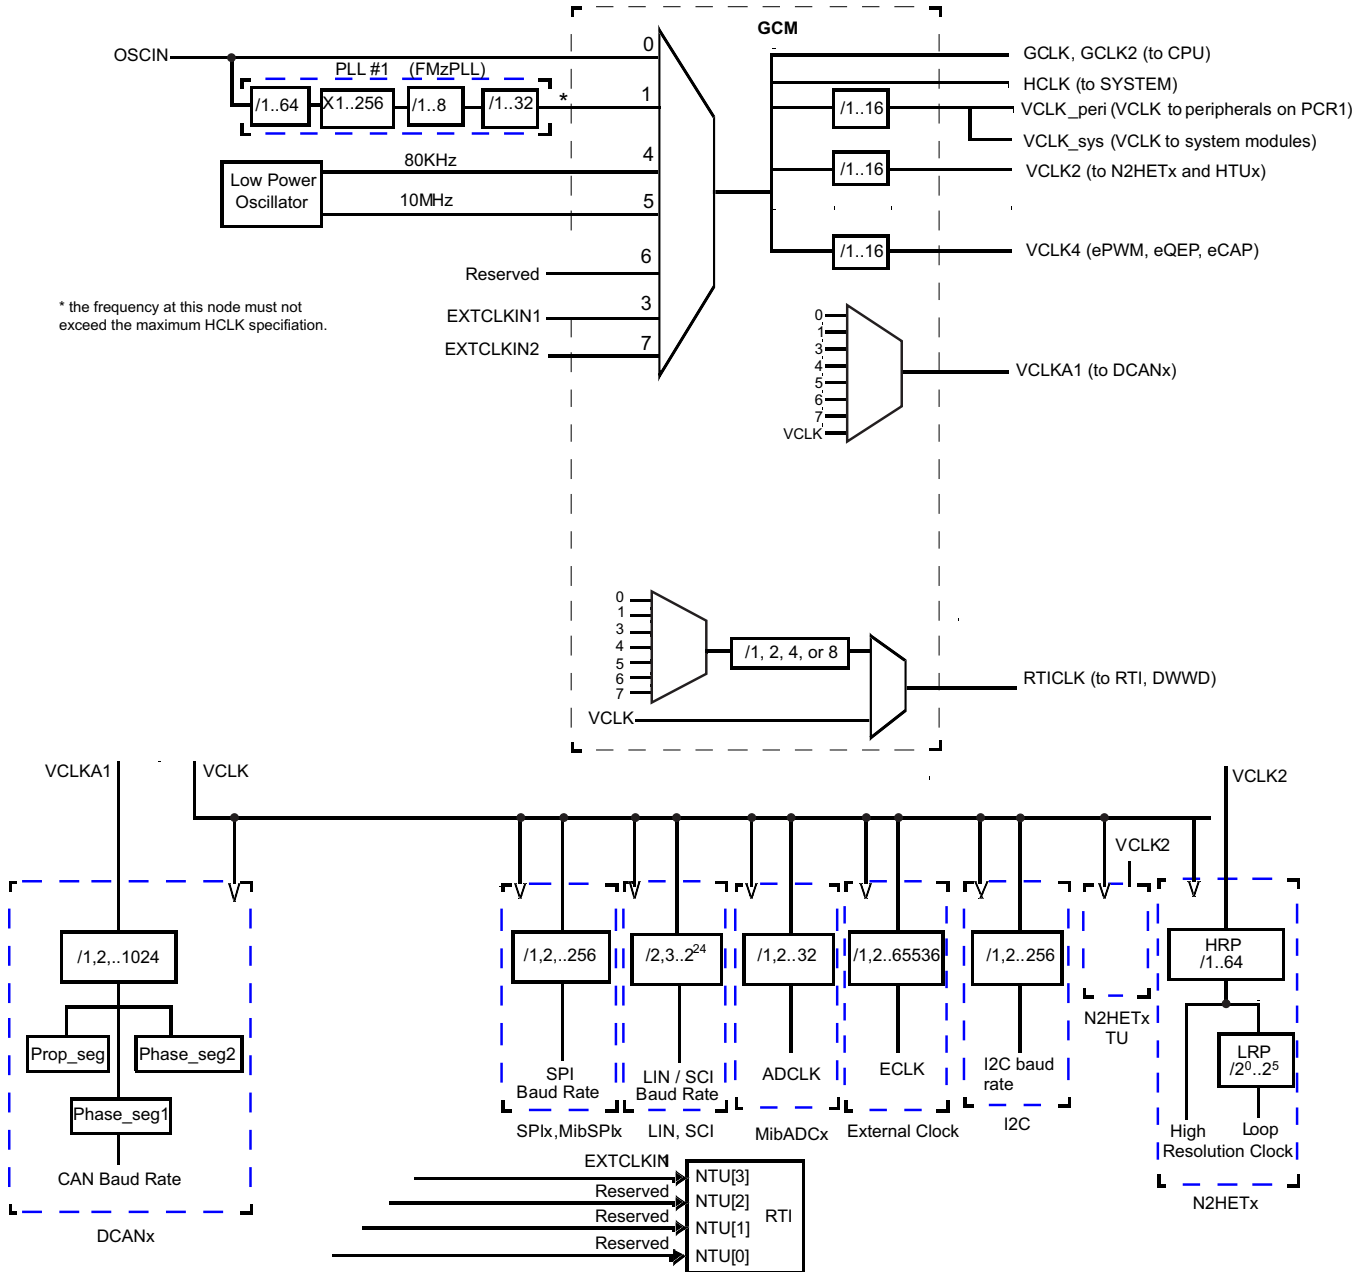 GCM
OSCIN
0
GCLK, GCLK2 (to CPU)
PLL #1 (FMzPLL)
HCLK (to SYSTEM)
/1..64
X1..256
/1..8
/1..32
*
1
/1..16
VCLK_peri (VCLK to peripherals on PCR1)
VCLK_sys (VCLK to system modules)
80KHz
4
/1..16
VCLK2 (to N2HETx and HTUx)
Low Power
Oscillator
10MHz
5
/1..16
VCLK4 (ePWM, eQEP, eCAP)
6
Reserved
* the frequency at this node must not
exceed the maximum HCLK specifiation.
3
EXTCLKIN1
7
EXTCLKIN2
0
1
3
4
5
6
7
VCLK
VCLKA1 (to DCANx)
0
1
3
4
5
6
7
/1, 2, 4, or 8
RTICLK (to RTI, DWWD)
VCLK
VCLKA1
VCLK
VCLK2
VCLK2
/1,2,..1024
/1,2,..256
/2,3..2²⁴
/1,2..32
/1,2..65536
/1,2..256
HRP
/1..64
N2HETx
TU
Prop_seg
Phase_seg2
LRP
/2⁰..2⁵
SPI
Baud Rate
LIN / SCI
Baud Rate
ADCLK
ECLK
I2C baud
rate
Phase_seg1
SPIx,MibSPIx
LIN, SCI
MibADCx
External Clock
I2C
High
Loop
Resolution Clock
CAN Baud Rate
N2HETx
DCANx
EXTCLKIN1
NTU[3]
Reserved
NTU[2]
Reserved
NTU[1]
RTI
Reserved
NTU[0]